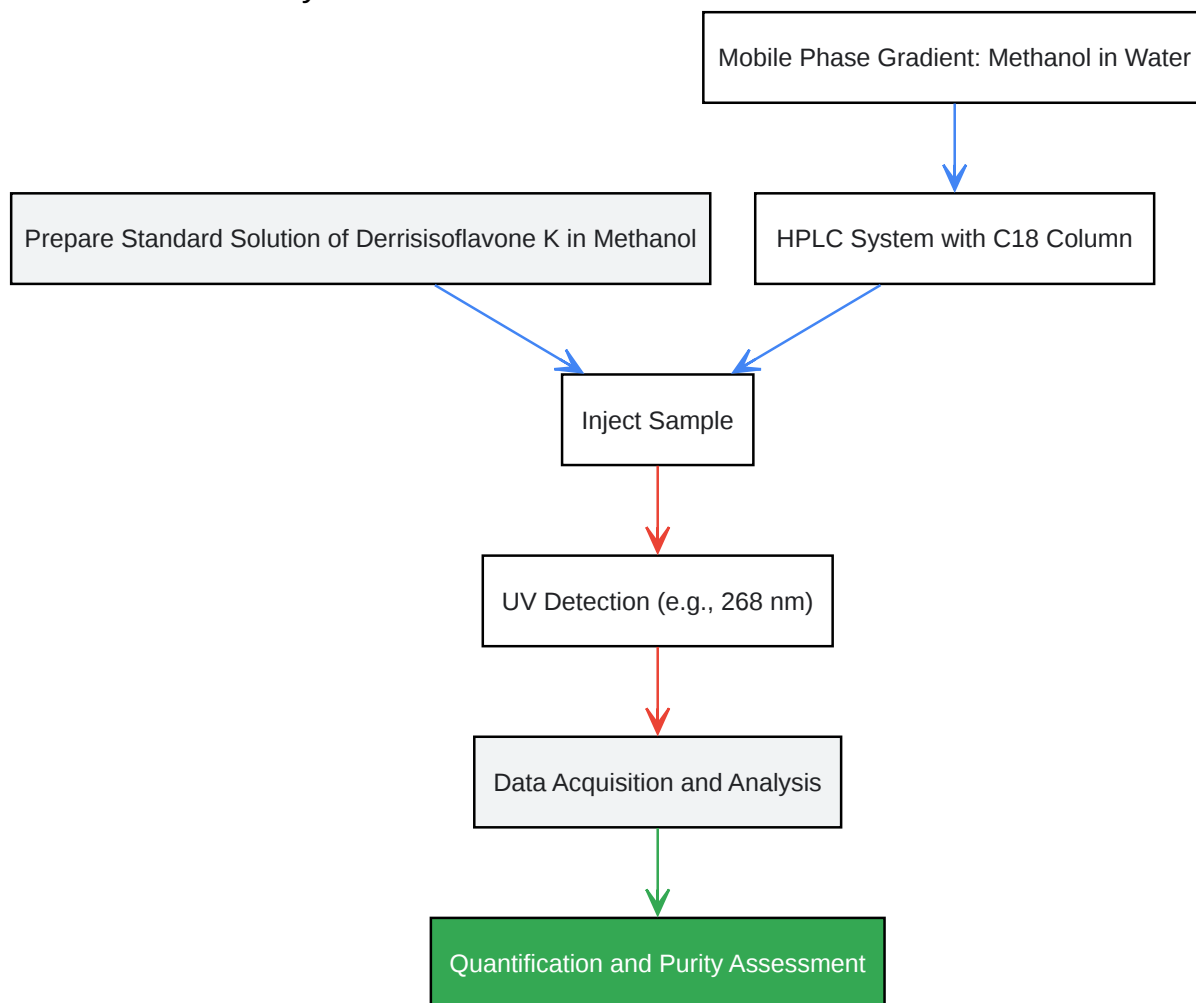 Mobile Phase Gradient: Methanol in Water
Prepare Standard Solution of Derrisisoflavone K in Methanol
HPLC System with C18 Column
Inject Sample
UV Detection (e.g., 268 nm)
Data Acquisition and Analysis
Quantification and Purity Assessment